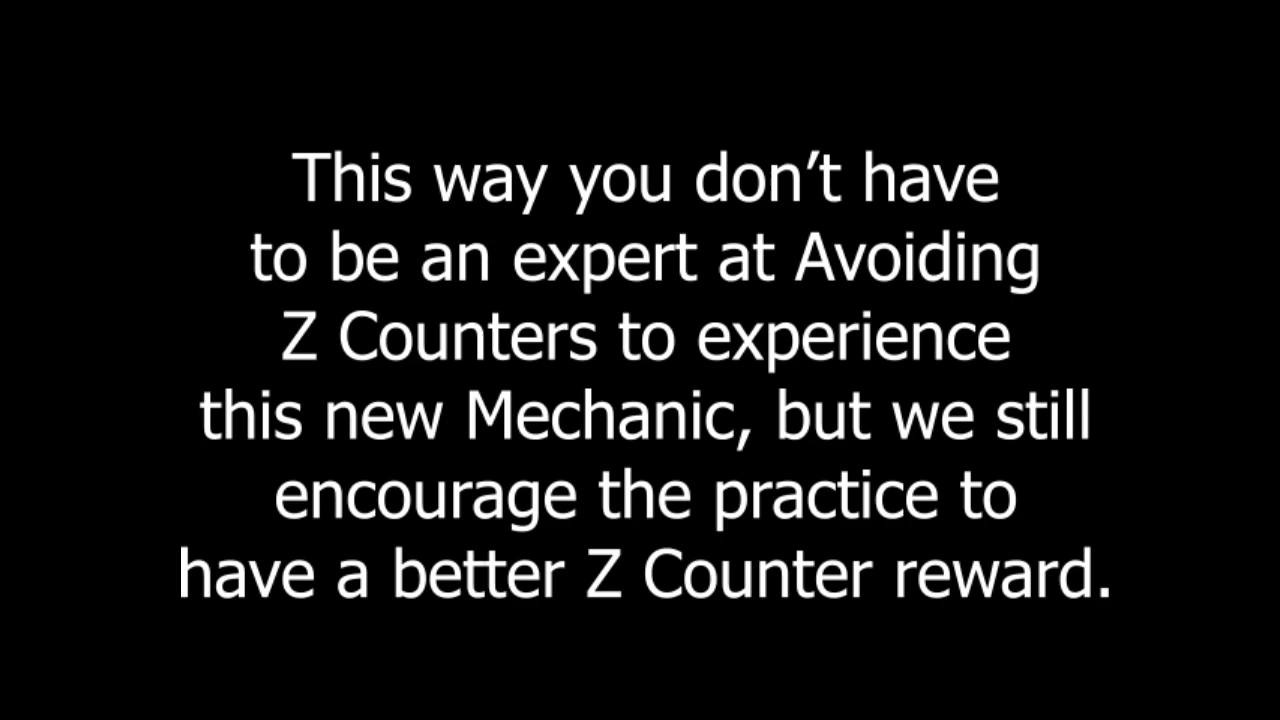 This way you don’t have
to be an expert at Avoiding
Z Counters to experience
this new Mechanic, but we still
encourage the practice to
have a better Z Counter reward.